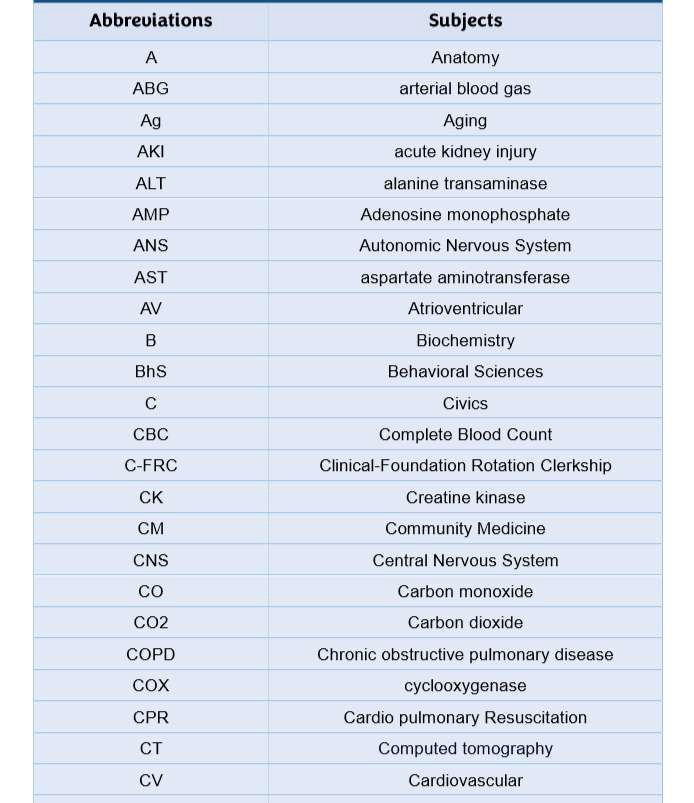 Abbreviations Subjects
A Anatomy
ABG arterial blood gas
Ag Aging
AKI acute kidney injury
ALT alanine transaminase
AMP Adenosine monophosphate
ANS Autonomic Nervous System
AST aspartate aminotransferase
AV Atrioventricular
B Biochemistry
BhS Behavioral Sciences
C Civics
CBC Complete Blood Count
C-FRC Clinical-Foundation Rotation Clerkship
CK Creatine kinase
CM Community Medicine
CNS Central Nervous System
CO Carbon monoxide
CO2 Carbon dioxide
COPD Chronic obstructive pulmonary disease
COX cyclooxygenase
CPR Cardio pulmonary Resuscitation
CT Computed tomography
CV Cardiovascular